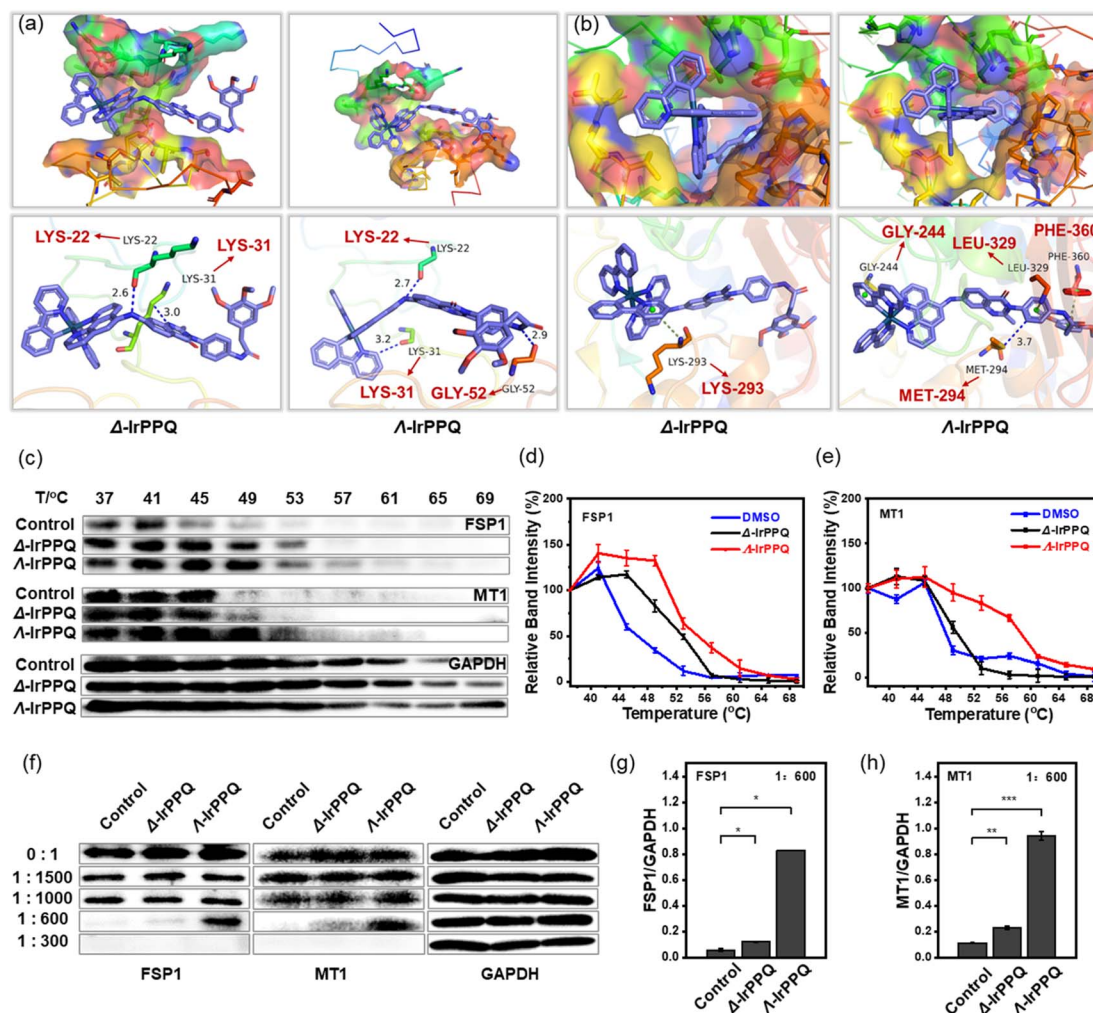 (a)
(b)
LYS-22
LYS-22
LYS-31
LYS-31
2.6
3.0
LYS-22
LYS-22
2.7
3.2
LYS-31
LYS-31
GLY-52
GLY-52
2.9
LYS-293
LYS-293
GLY-244
GLY-244
LEU-329
LEU-329
PHE-360
PHE-360
3.7
MET-294
MET-294
Δ-IrPPQ
Λ-IrPPQ
Δ-IrPPQ
Λ-IrPPQ
(c)
T/°C 37 41 45 49 53 57 61 65 69
Control FSP1
Δ-IrPPQ
Λ-IrPPQ
Control MT1
Δ-IrPPQ
Λ-IrPPQ
Control GAPDH
Δ-IrPPQ
Λ-IrPPQ
(d)
Relative Band Intensity (%)
200
150
100
50
0
FSP1
DMSO
Δ-IrPPQ
Λ-IrPPQ
40 44 48 52 56 60 64 68
Temperature (°C)
(e)
Relative Band Intensity (%)
200
150
100
50
0
MT1
DMSO
Δ-IrPPQ
Λ-IrPPQ
40 44 48 52 56 60 64 68
Temperature (°C)
(f)
Control Δ-IrPPQ Λ-IrPPQ Control Δ-IrPPQ Λ-IrPPQ Control Δ-IrPPQ Λ-IrPPQ
0 : 1
1 : 1500
1 : 1000
1 : 600
1 : 300
FSP1 MT1 GAPDH
(g)
FSP1/GAPDH
1.4
1.2
1.0
0.8
0.6
0.4
0.2
0.0
FSP1 1: 600
*
*
Control Δ-IrPPQ Λ-IrPPQ
(h)
MT1/GAPDH
1.4
1.2
1.0
0.8
0.6
0.4
0.2
0.0
MT1 1: 600
***
**
Control Δ-IrPPQ Λ-IrPPQ